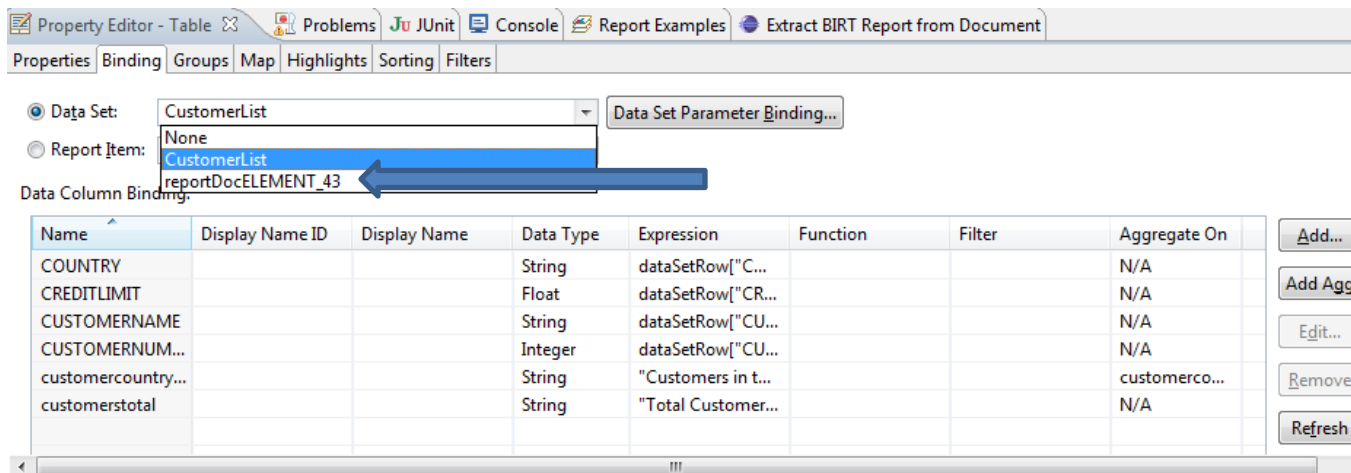 Property Editor - Table Problems JU JUnit Console Report Examples Extract BIRT Report from Document
Properties Binding Groups Map Highlights Sorting Filters
Data Set: CustomerList Data Set Parameter Binding...
None
Report Item: CustomerList
reportDocELEMENT_43
Data Column Binding:
Name Display Name ID Display Name Data Type Expression Function Filter Aggregate On Add...
COUNTRY String dataSetRow["C... N/A
CREDITLIMIT Float dataSetRow["CR... N/A Add Agg
CUSTOMERNAME String dataSetRow["CU... N/A
CUSTOMERNUM... Integer dataSetRow["CU... N/A Edit...
customercountry... String "Customers in t... customerco... Remove
customerstotal String "Total Customer... N/A
Refresh